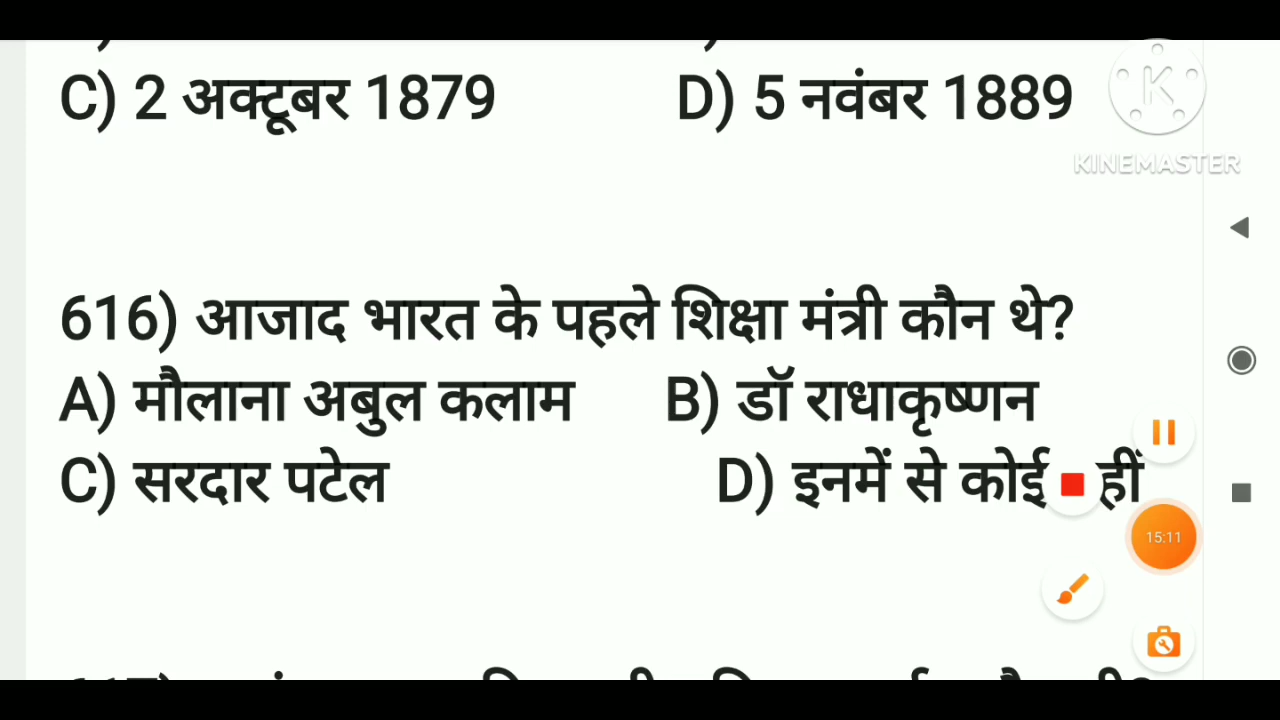 C) 2 अक्टूबर 1879 D) 5 नवंबर 1889
KINEMASTER
616) आजाद भारत के पहले शिक्षा मंत्री कौन थे?
A) मौलाना अबुल कलाम B) डॉ राधाकृष्णन
C) सरदार पटेल D) इनमें से कोई
15:11